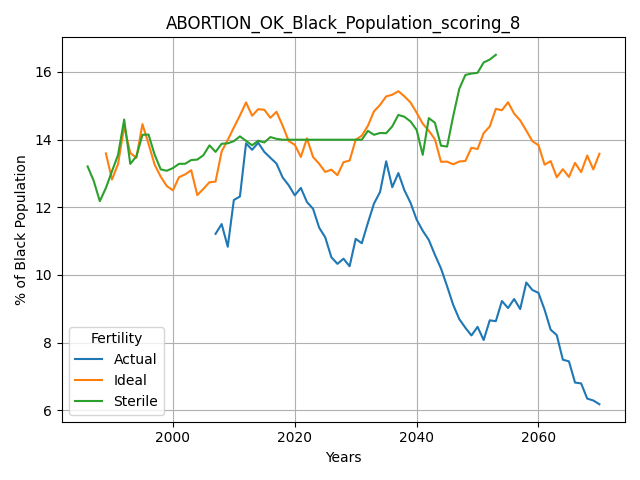 ABORTION_OK_Black_Population_scoring_8
% of Black Population
16
14
12
10
8
6
Fertility
Actual
Ideal
Sterile
2000 2020 2040 2060
Years